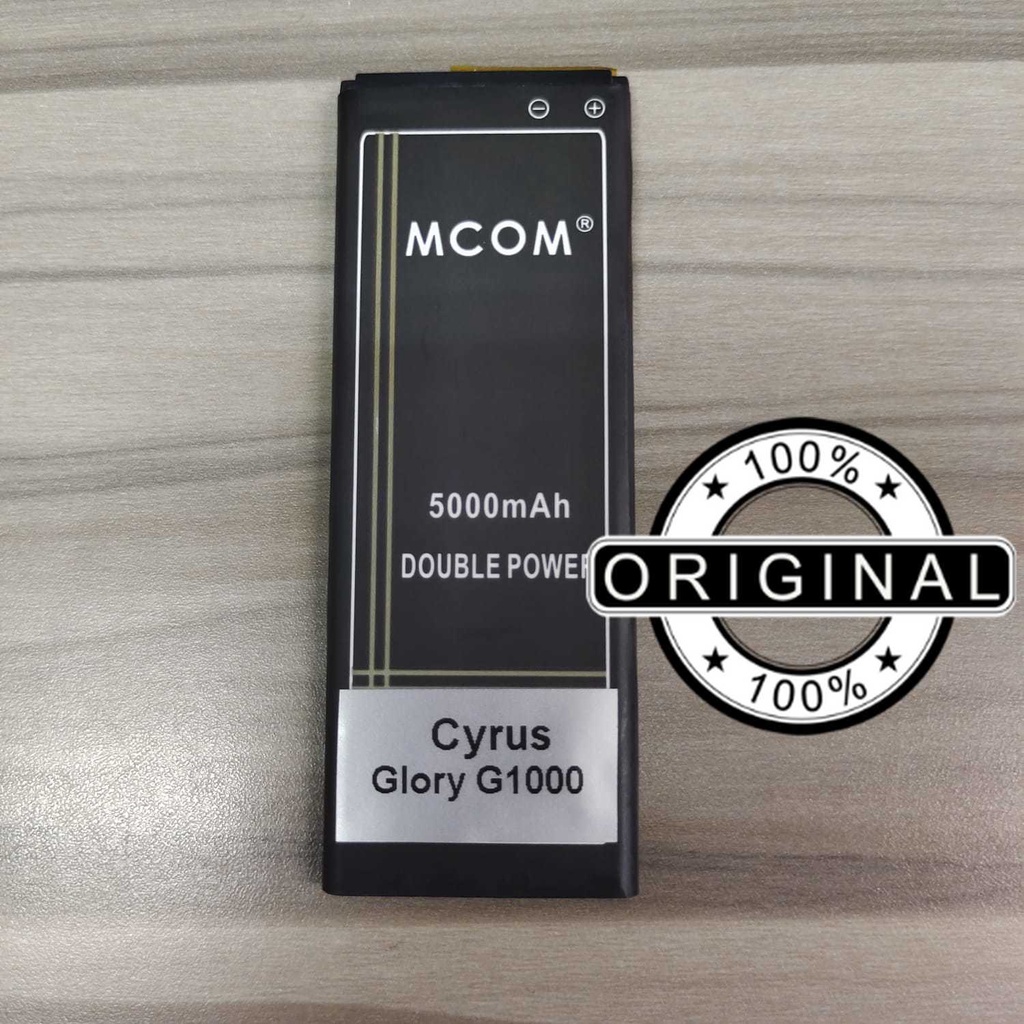 ⊖ ⊕
MCOM®
5000mAh
DOUBLE POWER
Cyrus
Glory G1000
100%
ORIGINAL
100%